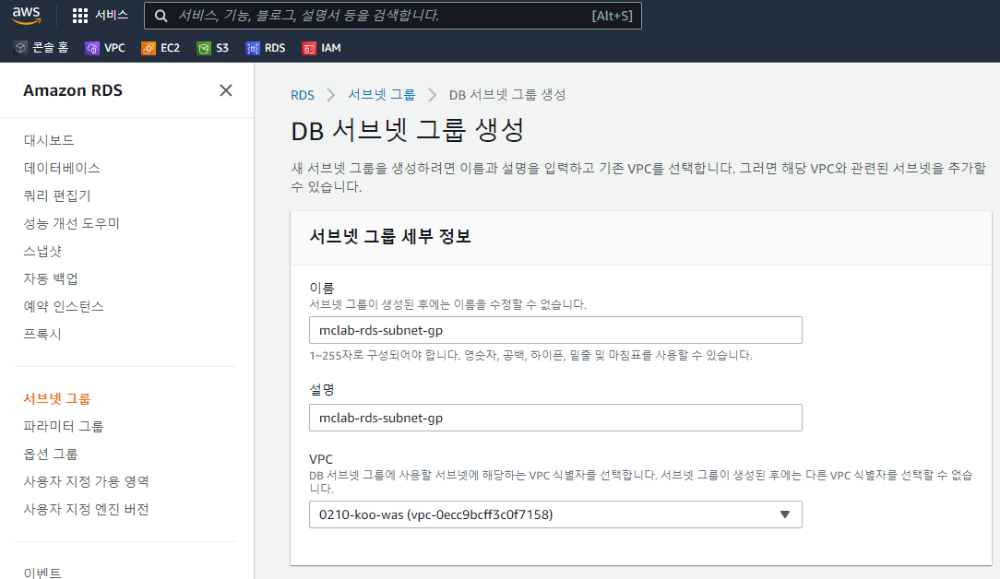 aws
서비스
서비스, 기능, 블로그, 설명서 등을 검색합니다.
[Alt+S]
콘솔 홈
VPC
EC2
S3
RDS
IAM
Amazon RDS
대시보드
데이터베이스
쿼리 편집기
성능 개선 도우미
스냅샷
자동 백업
예약 인스턴스
프록시
서브넷 그룹
파라미터 그룹
옵션 그룹
사용자 지정 가용 영역
사용자 지정 엔진 버전
이벤트
RDS
서브넷 그룹
DB 서브넷 그룹 생성
DB 서브넷 그룹 생성
새 서브넷 그룹을 생성하려면 이름과 설명을 입력하고 기존 VPC를 선택합니다. 그러면 해당 VPC와 관련된 서브넷을 추가할
수 있습니다.
서브넷 그룹 세부 정보
이름
서브넷 그룹이 생성된 후에는 이름을 수정할 수 없습니다.
mclab-rds-subnet-gp
1~255자로 구성되어야 합니다. 영숫자, 공백, 하이픈, 밑줄 및 마침표를 사용할 수 있습니다.
설명
mclab-rds-subnet-gp
VPC
DB 서브넷 그룹에 사용할 서브넷에 해당하는 VPC 식별자를 선택합니다. 서브넷 그룹이 생성된 후에는 다른 VPC 식별자를 선택할 수 없습
니다.
0210-koo-was (vpc-0ecc9bcff3c0f7158)